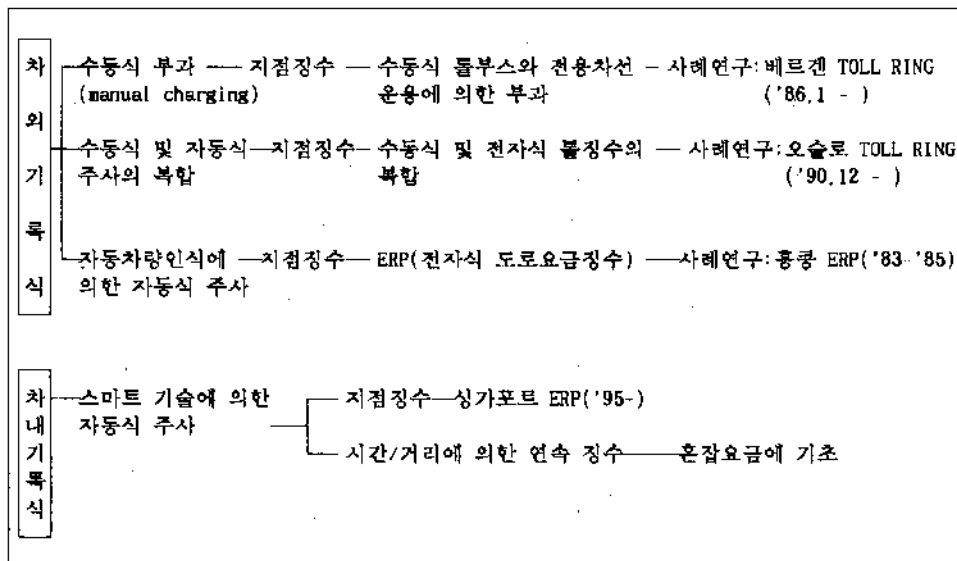 차외기록식
수동식 부과 지점징수 수동식 톨부스와 전용차선 사례연구:베르겐 TOLL RING
(manual charging) 운용에 의한 부과 ('86.1 - )
수동식 및 자동식 지점징수 수동식 및 전자식 볼징수의 사례연구:오슬로 TOLL RING
주사의 복합 복합 ('90.12 - )
자동차량인식에 지점징수 ERP(전자식 도로요금징수) 사례연구:홍콩 ERP('83-'85)
의한 자동식 주사
차내기록식
스마트 기술에 의한 지점징수 싱가포트 ERP('95-)
자동식 주사
시간/거리에 의한 연속 징수 혼잡요금에 기초